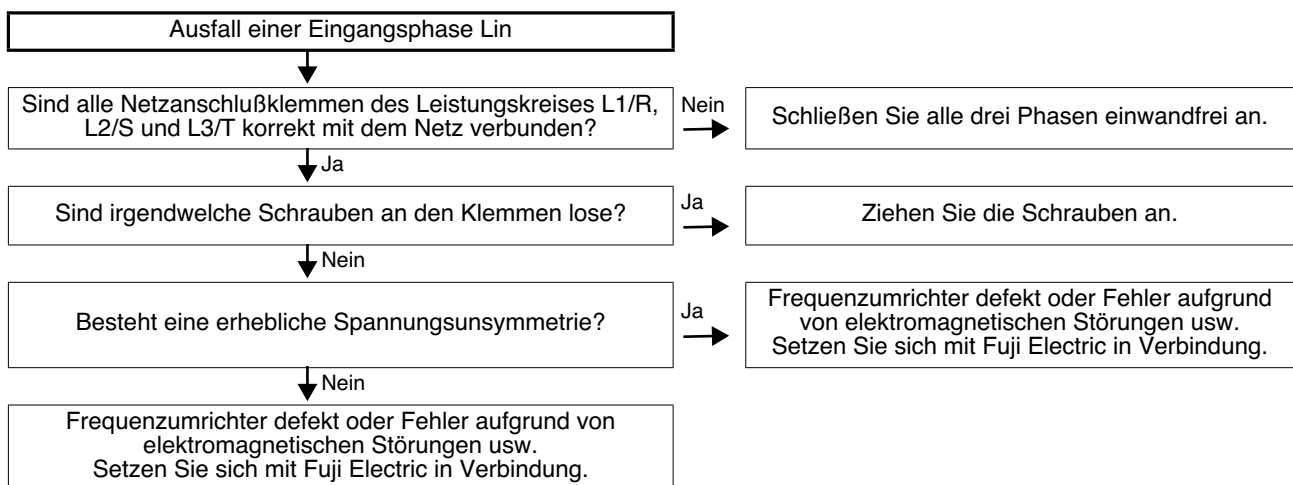 Ausfall einer Eingangsphase Lin
Sind alle Netzanschlußklemmen des Leistungskreises L1/R,
L2/S und L3/T korrekt mit dem Netz verbunden?
Nein
Schließen Sie alle drei Phasen einwandfrei an.
Ja
Sind irgendwelche Schrauben an den Klemmen lose?
Ja
Ziehen Sie die Schrauben an.
Nein
Besteht eine erhebliche Spannungsunsymmetrie?
Ja
Frequenzumrichter defekt oder Fehler aufgrund
von elektromagnetischen Störungen usw.
Setzen Sie sich mit Fuji Electric in Verbindung.
Nein
Frequenzumrichter defekt oder Fehler aufgrund von
elektromagnetischen Störungen usw.
Setzen Sie sich mit Fuji Electric in Verbindung.